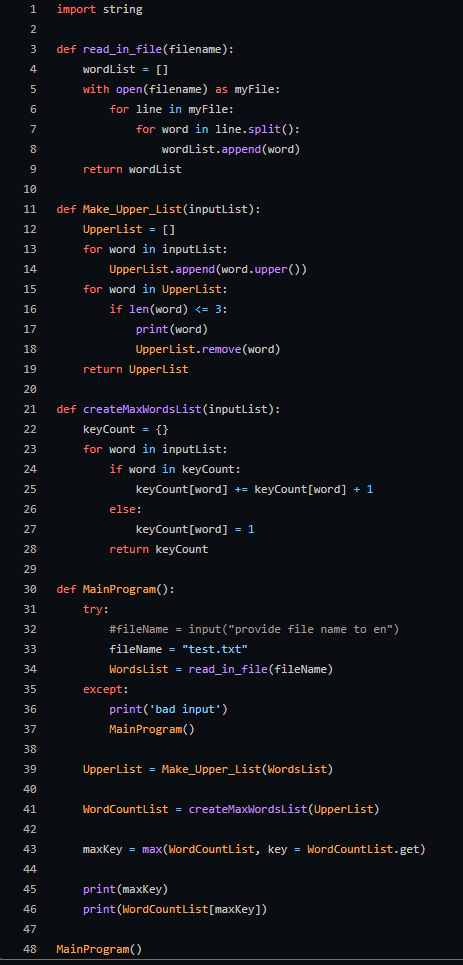 1 import string
2
3 def read_in_file(filename):
4     wordList = []
5     with open(filename) as myFile:
6         for line in myFile:
7             for word in line.split():
8                 wordList.append(word)
9     return wordList
10
11 def Make_Upper_List(inputList):
12     UpperList = []
13     for word in inputList:
14         UpperList.append(word.upper())
15     for word in UpperList:
16         if len(word) <= 3:
17             print(word)
18             UpperList.remove(word)
19     return UpperList
20
21 def createMaxWordsList(inputList):
22     keyCount = {}
23     for word in inputList:
24         if word in keyCount:
25             keyCount[word] += keyCount[word] + 1
26         else:
27             keyCount[word] = 1
28         return keyCount
29
30 def MainProgram():
31     try:
32         #fileName = input("provide file name to en")
33         fileName = "test.txt"
34         WordsList = read_in_file(fileName)
35     except:
36         print('bad input')
37         MainProgram()
38
39     UpperList = Make_Upper_List(WordsList)
40
41     WordCountList = createMaxWordsList(UpperList)
42
43     maxKey = max(WordCountList, key = WordCountList.get)
44
45     print(maxKey)
46     print(WordCountList[maxKey])
47
48 MainProgram()